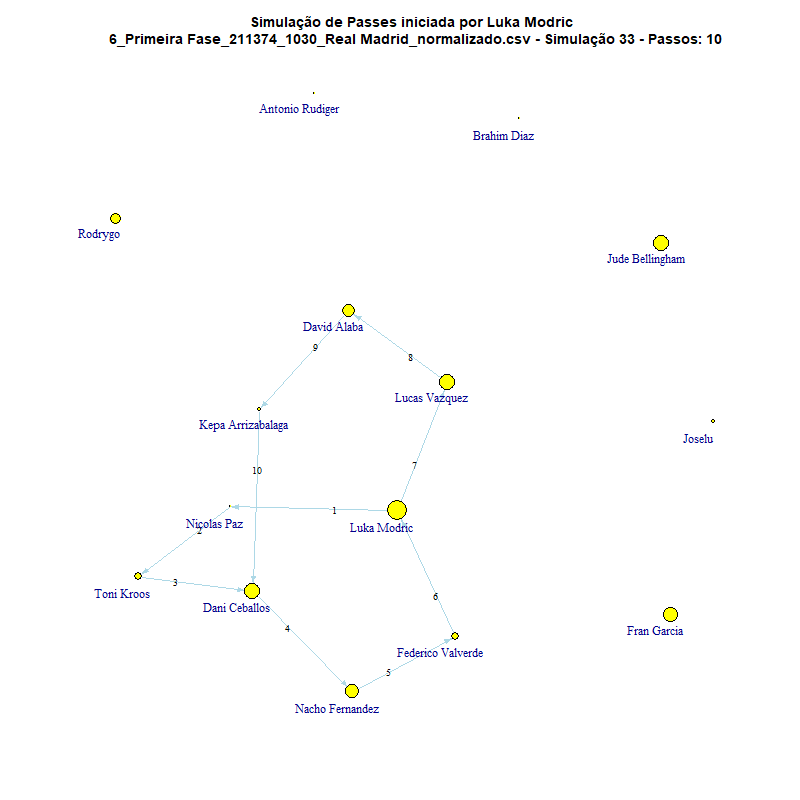 Simulação de Passes iniciada por Luka Modric
6_Primeira Fase_211374_1030_Real Madrid_normalizado.csv - Simulação 33 - Passos: 10
Antonio Rudiger
Brahim Diaz
Rodrygo
Jude Bellingham
David Alaba
9
8
Lucas Vazquez
Kepa Arrizabalaga
Joselu
10
7
Nicolas Paz
1
Luka Modric
2
Toni Kroos
3
Dani Ceballos
6
4
Fran Garcia
Federico Valverde
5
Nacho Fernandez